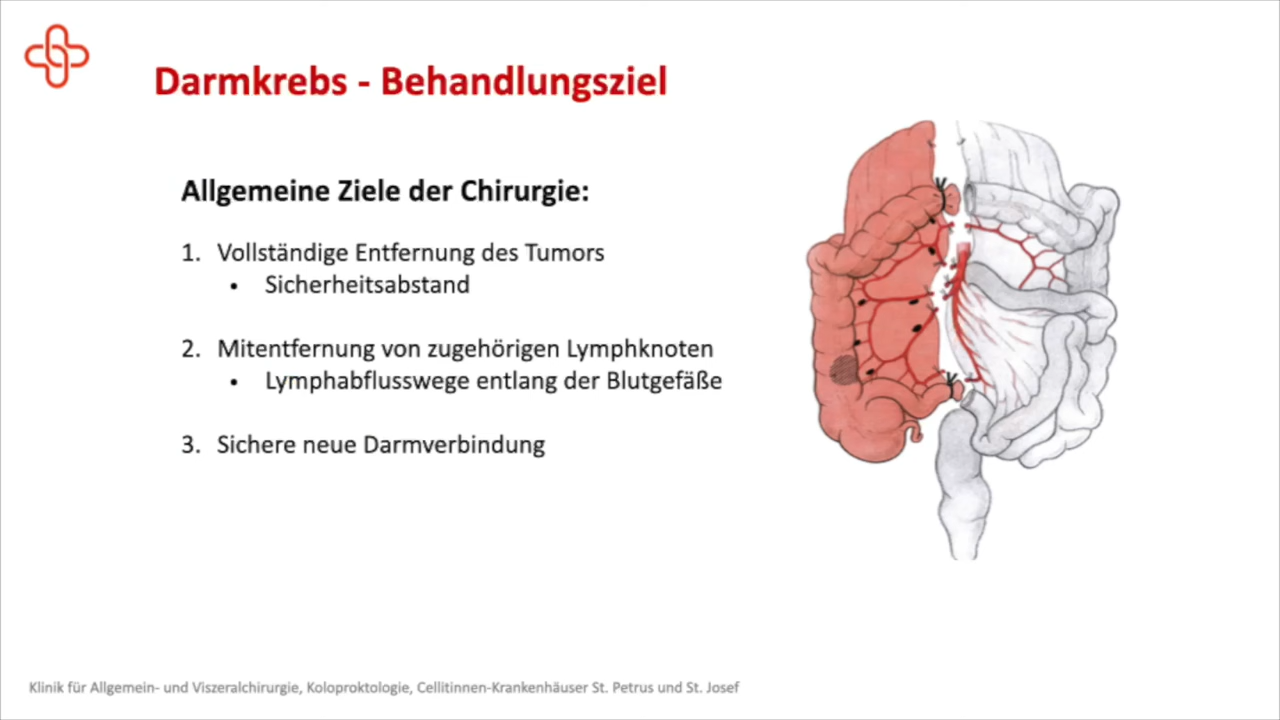 Darmkrebs - Behandlungsziel
Allgemeine Ziele der Chirurgie:
1. Vollständige Entfernung des Tumors
• Sicherheitsabstand
2. Mitentfernung von zugehörigen Lymphknoten
• Lymphabflusswege entlang der Blutgefäße
3. Sichere neue Darmverbindung
Klinik für Allgemein- und Viszeralchirurgie, Koloproktologie, Cellitinnen-Krankenhäuser St. Petrus und St. Josef